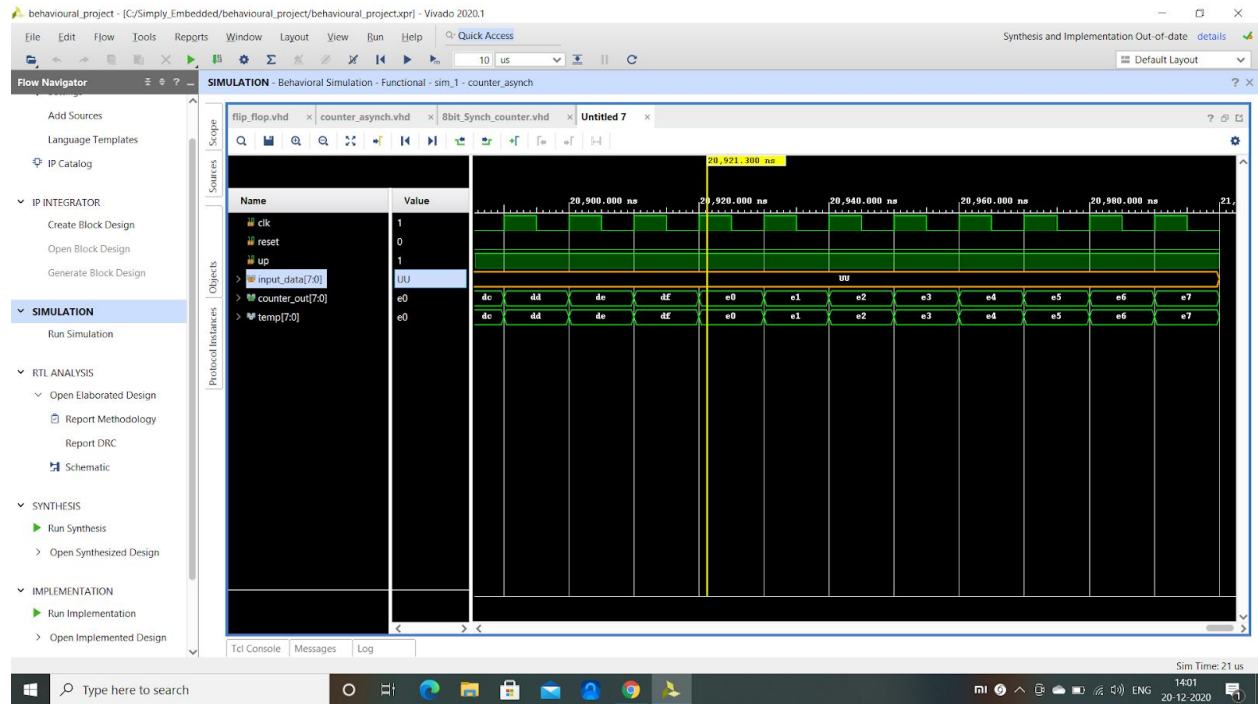 behavioural_project - [C:/Simply_Embedded/behavioural_project/behavioural_project.xpr] - Vivado 2020.1
File Edit Flow Tools Reports Window Layout View Run Help Quick Access Synthesis and Implementation Out-of-date details
10 us Default Layout
Flow Navigator SIMULATION - Behavioral Simulation - Functional - sim_1 - counter_asynch
Add Sources
Language Templates
IP Catalog
IP INTEGRATOR
Create Block Design
Open Block Design
Generate Block Design
SIMULATION
Run Simulation
RTL ANALYSIS
Open Elaborated Design
Report Methodology
Report DRC
Schematic
SYNTHESIS
Run Synthesis
Open Synthesized Design
IMPLEMENTATION
Run Implementation
Open Implemented Design
Scope
Sources
Objects
Protocol Instances
flip_flop.vhd counter_asynch.vhd 8bit_Synch_counter.vhd Untitled 7
20,921.300 ns
Name Value 20,900.000 ns 20,920.000 ns 20,940.000 ns 20,960.000 ns 20,980.000 ns 21,
clk 1
reset 0
up 1
input_data[7:0] UU UU
counter_out[7:0] e0 dc dd de df e0 e1 e2 e3 e4 e5 e6 e7
temp[7:0] e0 dc dd de df e0 e1 e2 e3 e4 e5 e6 e7
Tcl Console Messages Log
Sim Time: 21 us
Type here to search ENG 14:01
20-12-2020